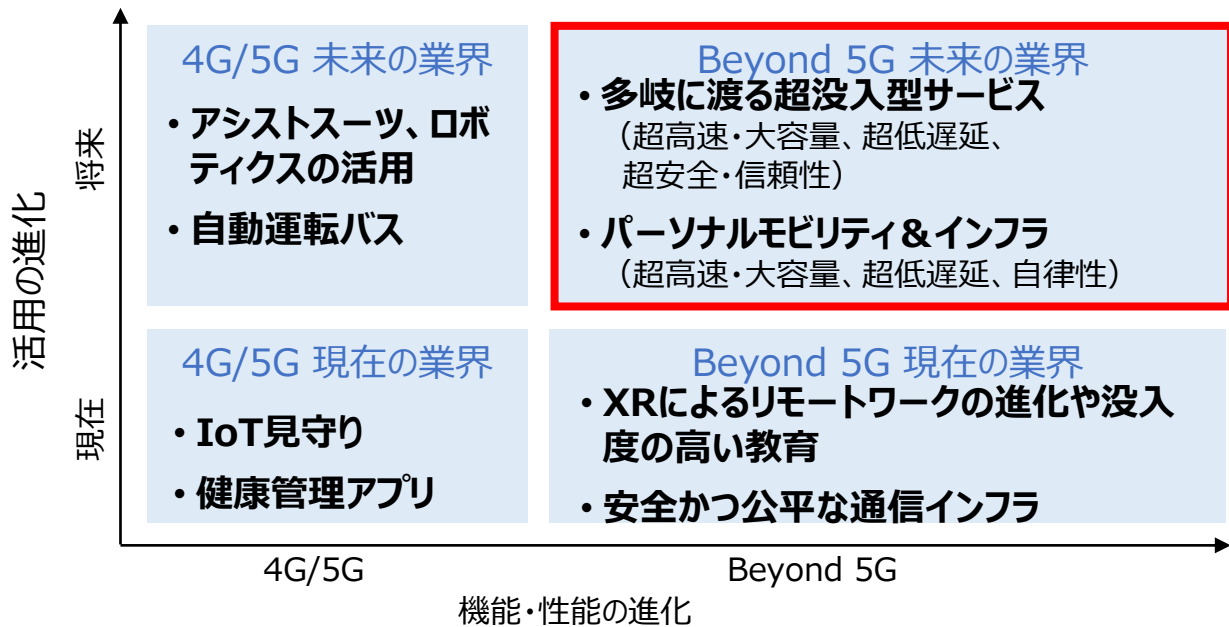 活用の進化
将来
現在
4G/5G 未来の業界
・アシストスーツ、ロボ
ティクスの活用
・自動運転バス
Beyond 5G 未来の業界
・多岐に渡る超没入型サービス
（超高速・大容量、超低遅延、
超安全・信頼性）
・パーソナルモビリティ＆インフラ
（超高速・大容量、超低遅延、自律性）
4G/5G 現在の業界
・IoT見守り
・健康管理アプリ
Beyond 5G 現在の業界
・XRによるリモートワークの進化や没入
度の高い教育
・安全かつ公平な通信インフラ
4G/5G
Beyond 5G
機能・性能の進化